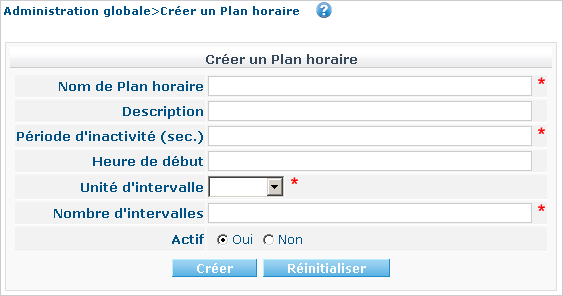 Administration globale>Créer un Plan horaire ?
Créer un Plan horaire
Nom de Plan horaire *
Description
Période d'inactivité (sec.) *
Heure de début
Unité d'intervalle *
Nombre d'intervalles *
Actif Oui Non
Créer Réinitialiser